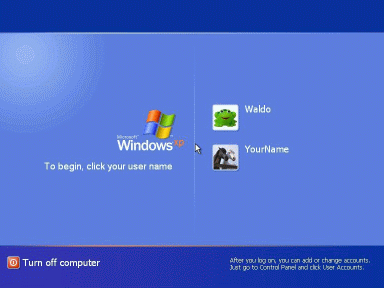 Waldo
Microsoft
Windows xp
YourName
To begin, click your user name
Turn off computer
After you log on, you can add or change accounts.
Just go to Control Panel and click User Accounts.